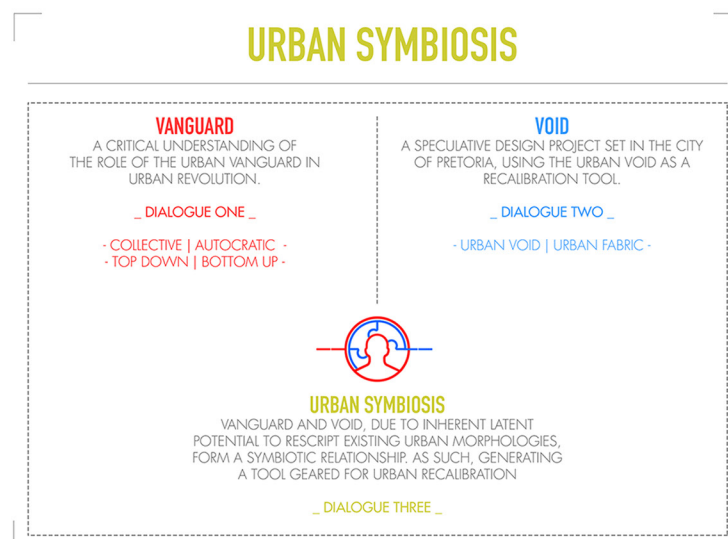 URBAN SYMBIOSIS
VANGUARD
A CRITICAL UNDERSTANDING OF
THE ROLE OF THE URBAN VANGUARD IN
URBAN REVOLUTION.
_ DIALOGUE ONE _
- COLLECTIVE | AUTOCRATIC -
- TOP DOWN | BOTTOM UP -
VOID
A SPECULATIVE DESIGN PROJECT SET IN THE CITY
OF PRETORIA, USING THE URBAN VOID AS A
RECALIBRATION TOOL.
_ DIALOGUE TWO _
- URBAN VOID | URBAN FABRIC -
URBAN SYMBIOSIS
VANGUARD AND VOID, DUE TO INHERENT LATENT
POTENTIAL TO RESCRIPT EXISTING URBAN MORPHOLOGIES,
FORM A SYMBIOTIC RELATIONSHIP. AS SUCH, GENERATING
A TOOL GEARED FOR URBAN RECALIBRATION
_ DIALOGUE THREE _